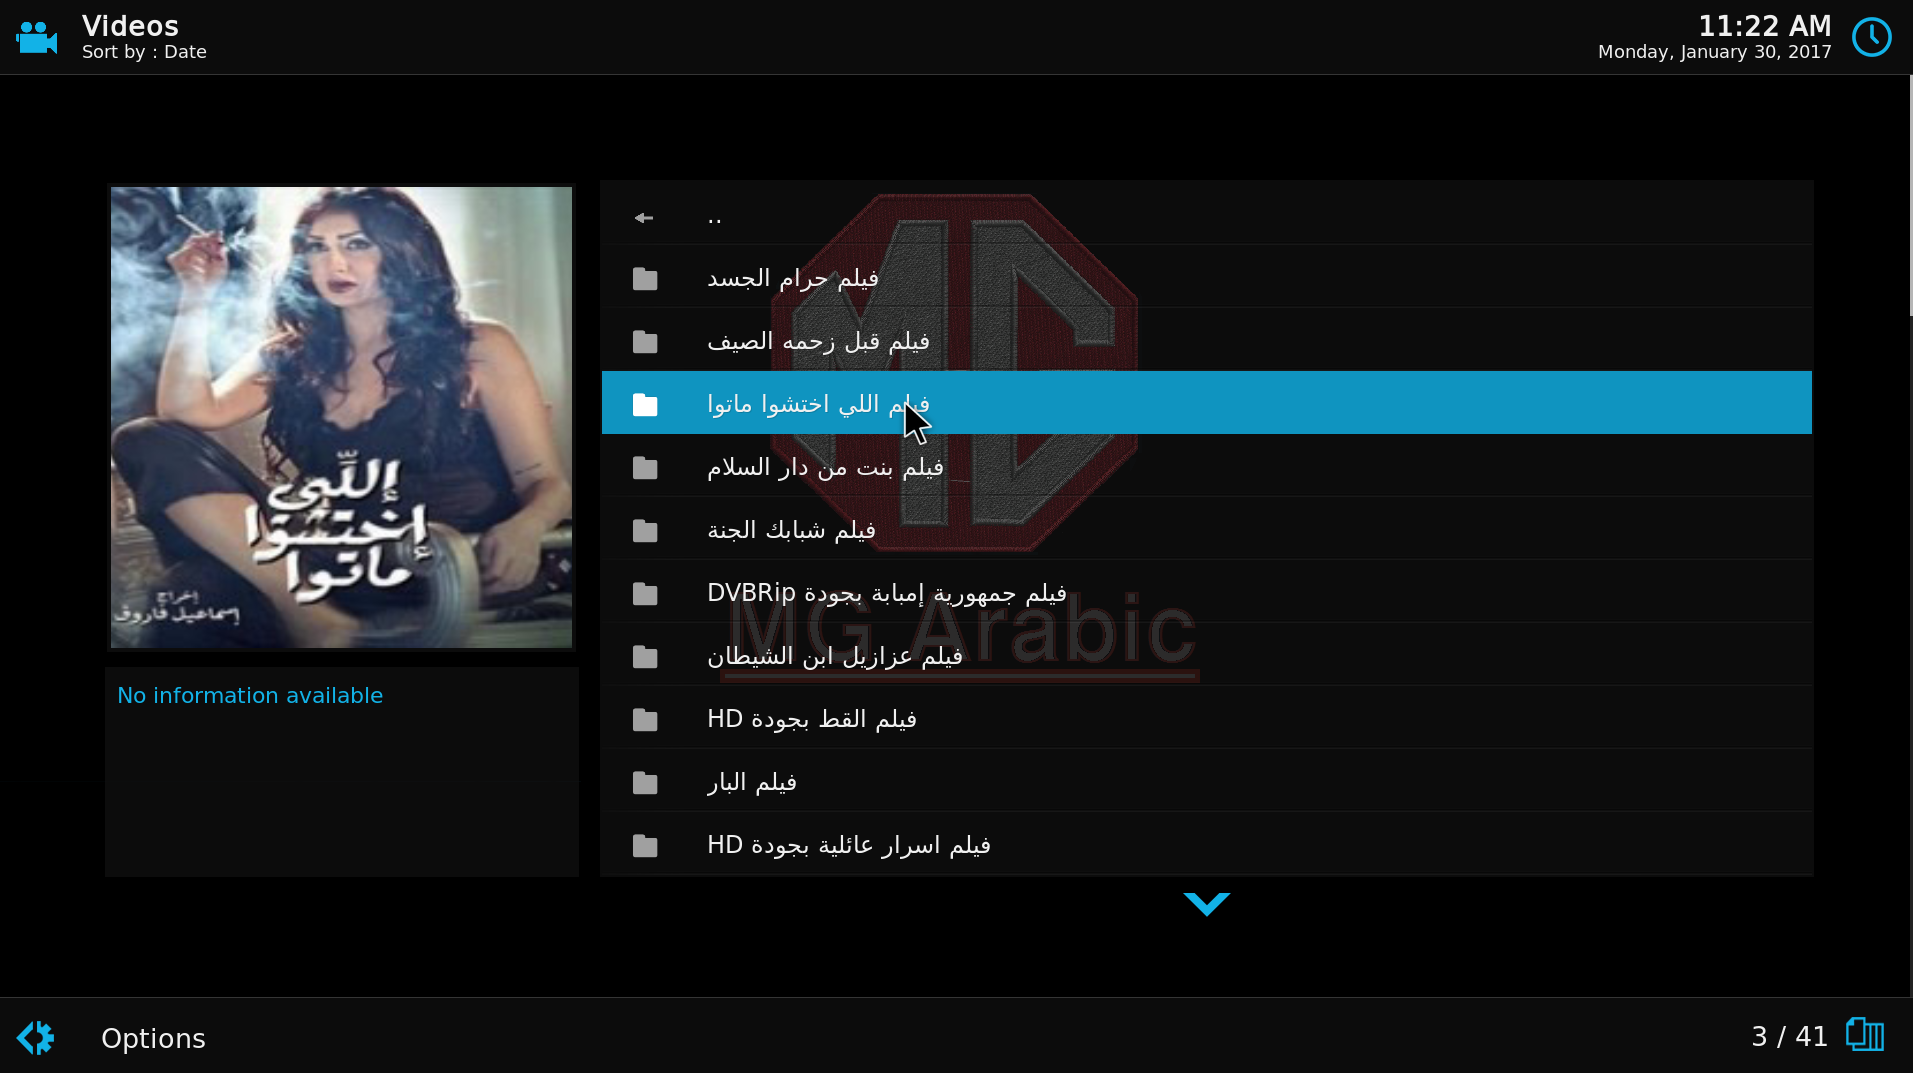 Videos
Sort by : Date
11:22 AM
Monday, January 30, 2017
اللّي
إختشوا
ماتوا
إخراج
إسماعيل فاروق
No information available
..
فيلم حرام الجسد
فيلم قبل زحمه الصيف
فيلم اللي اختشوا ماتوا
فيلم بنت من دار السلام
فيلم شبابك الجنة
فيلم جمهورية إمبابة بجودة DVBRip
فيلم عزازيل ابن الشيطان
فيلم القط بجودة HD
فيلم البار
فيلم اسرار عائلية بجودة HD
MG
MG Arabic
Options
3 / 41